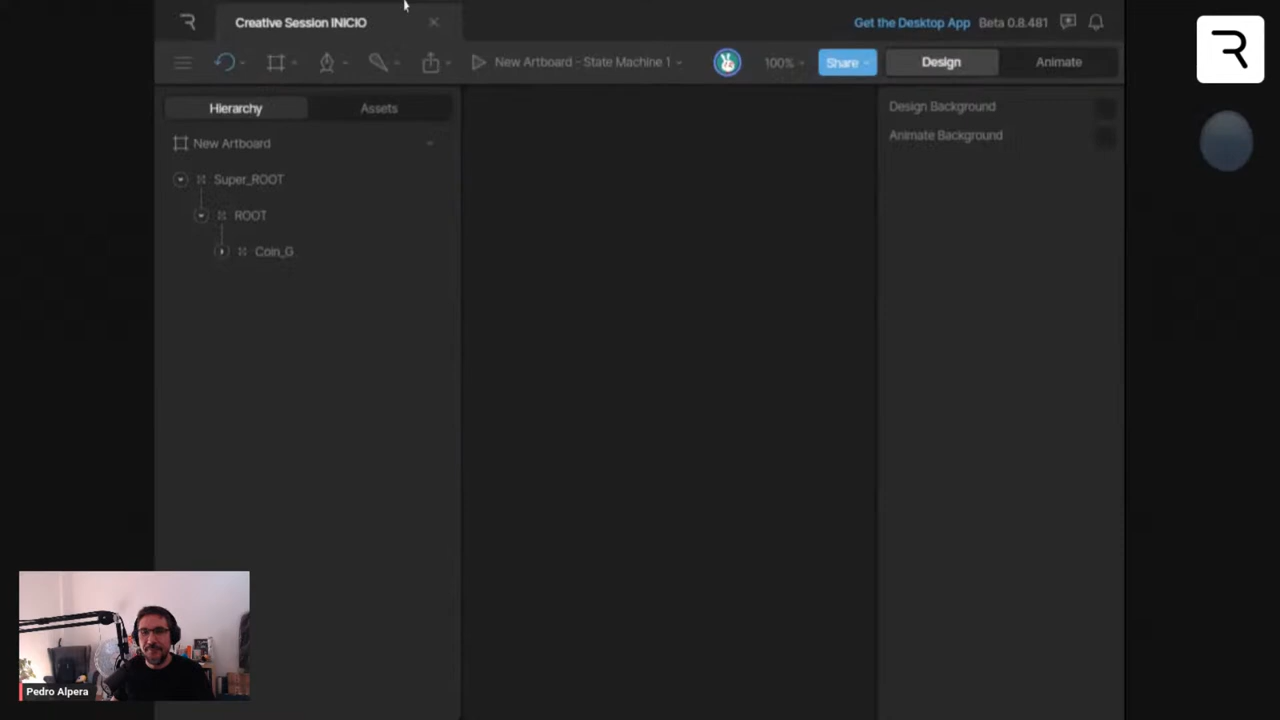 Creative Session INICIO
Get the Desktop App Beta 0.8.481
New Artboard - State Machine 1
100%
Share
Design
Animate
Hierarchy
Assets
Design Background
Animate Background
New Artboard
Super_ROOT
ROOT
Coin_G
Pedro Alpera